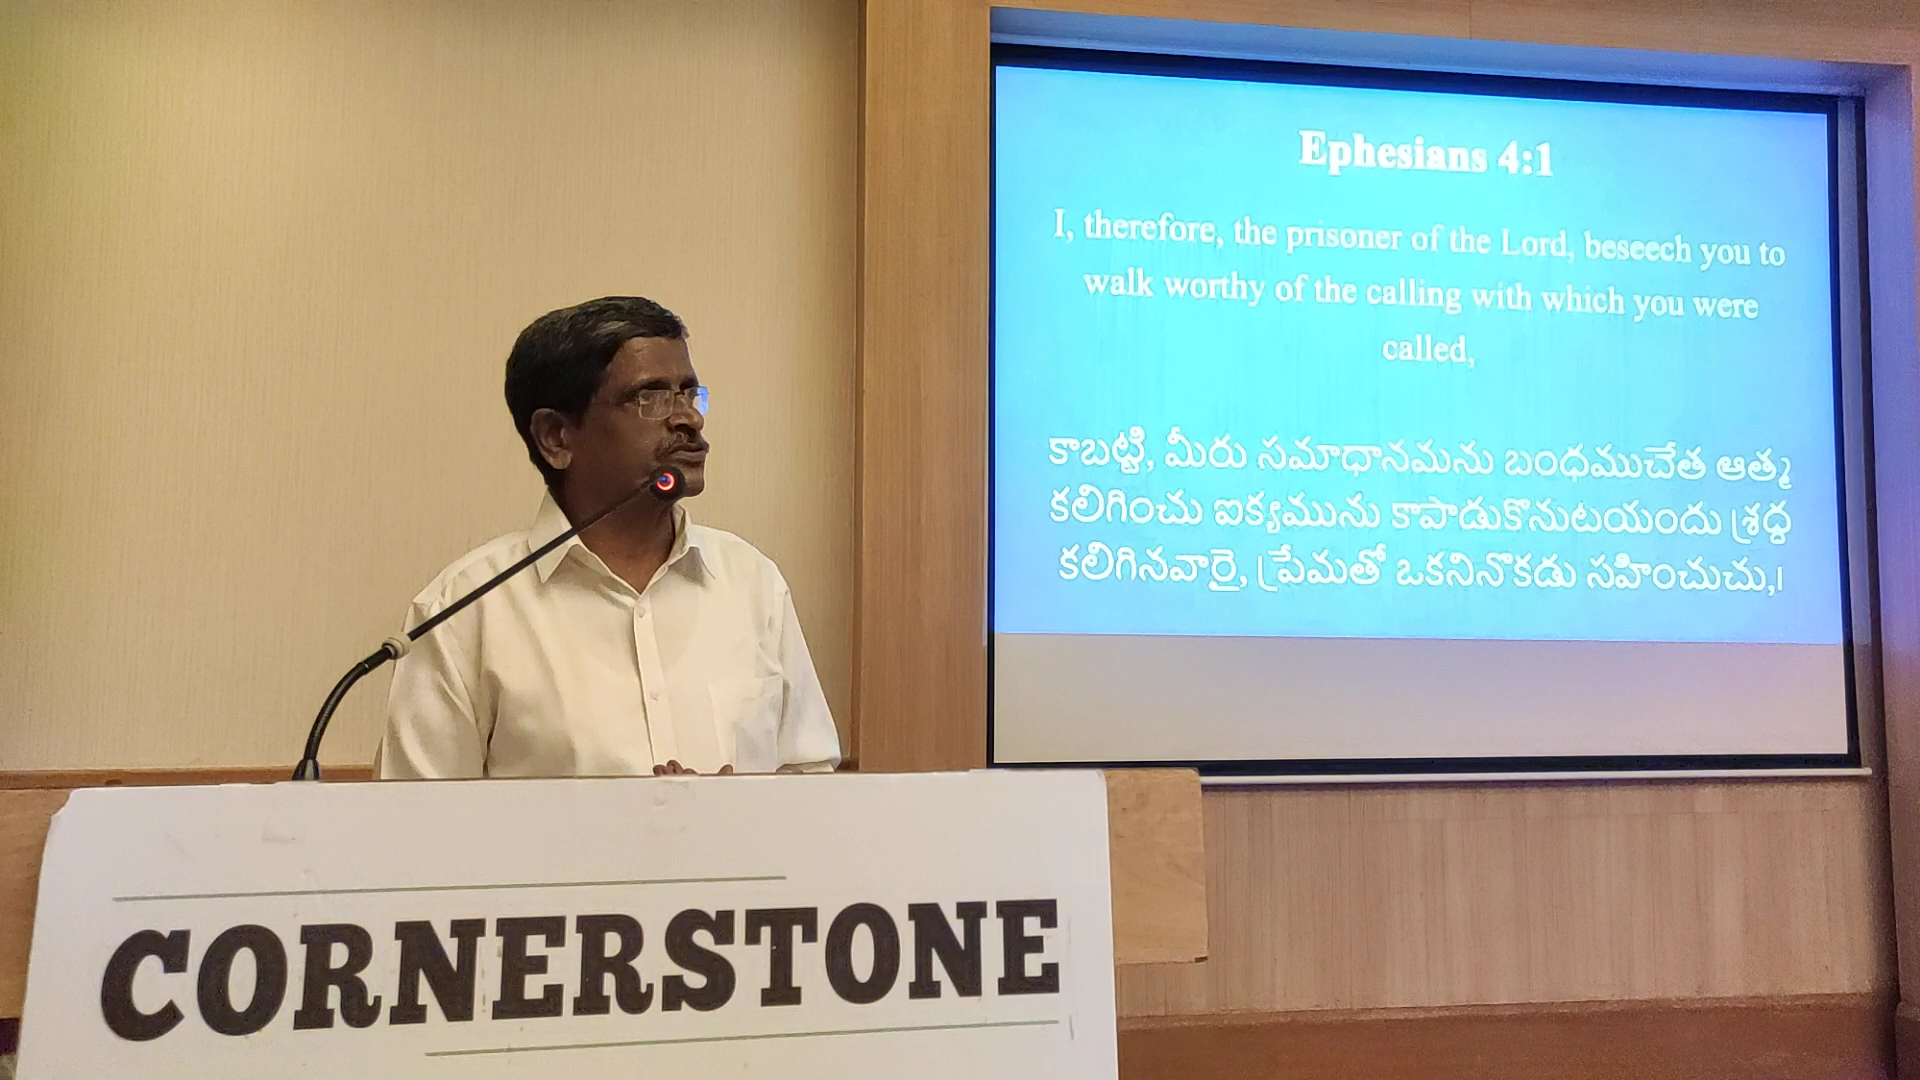 Ephesians 4:1
I, therefore, the prisoner of the Lord, beseech you to
walk worthy of the calling with which you were
called,
కాబట్టి, మీరు సమాధానమను బంధముచేత ఆత్మ
కలిగించు ఐక్యమును కాపాడుకొనుటయందు శ్రద్ధ
కలిగినవారై, ప్రేమతో ఒకనినొకడు సహించుచు,।
CORNERSTONE